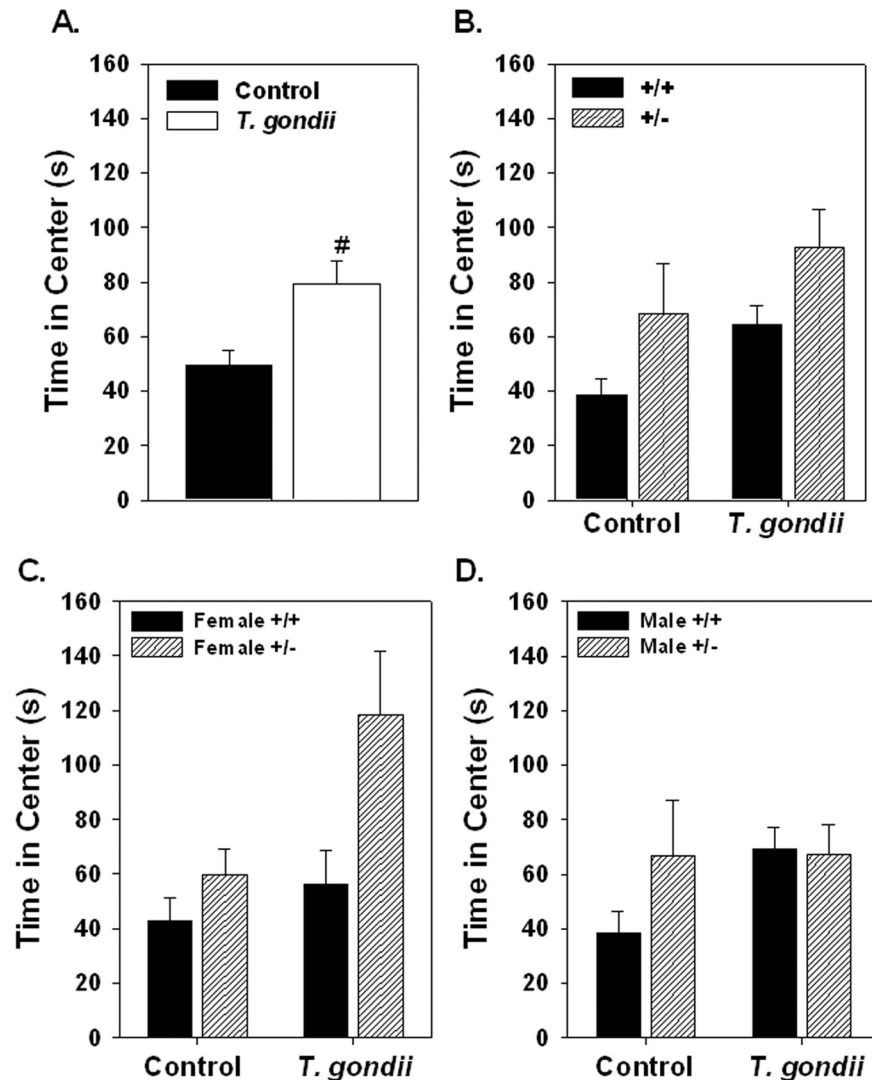 A.
Time in Center (s)
160
140
120
100
80
60
40
20
0
Control
T. gondii
#
B.
Time in Center (s)
160
140
120
100
80
60
40
20
0
+/+
+/-
Control T. gondii
C.
Time in Center (s)
160
140
120
100
80
60
40
20
0
Female +/+
Female +/-
Control T. gondii
D.
Time in Center (s)
160
140
120
100
80
60
40
20
0
Male +/+
Male +/-
Control T. gondii